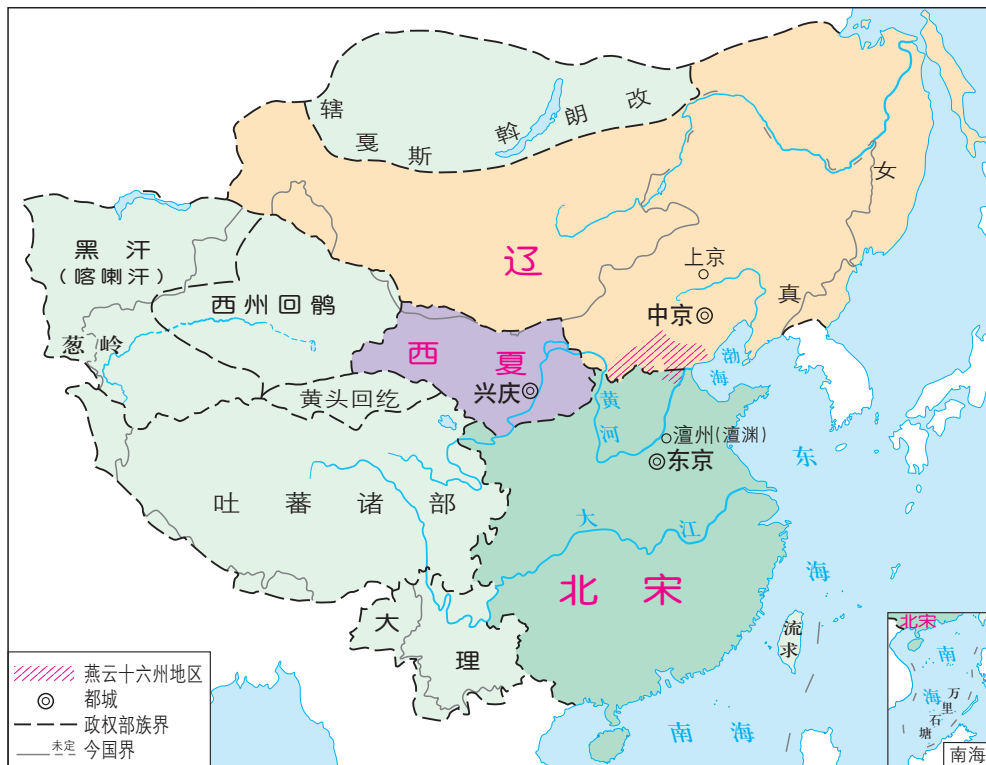 辖戛斯
斡朗改
女真
黑汗
(喀喇汗)
西州回鹘
葱岭
辽
上京
中京
西夏
兴庆
黄头回纥
渤海
黄河
澶州(澶渊)
东京
吐蕃诸部
大江
东海
北宋
大理
流求
南海
北宋
南海
万里石塘
南海
燕云十六州地区
都城
政权部族界
未定
今国界